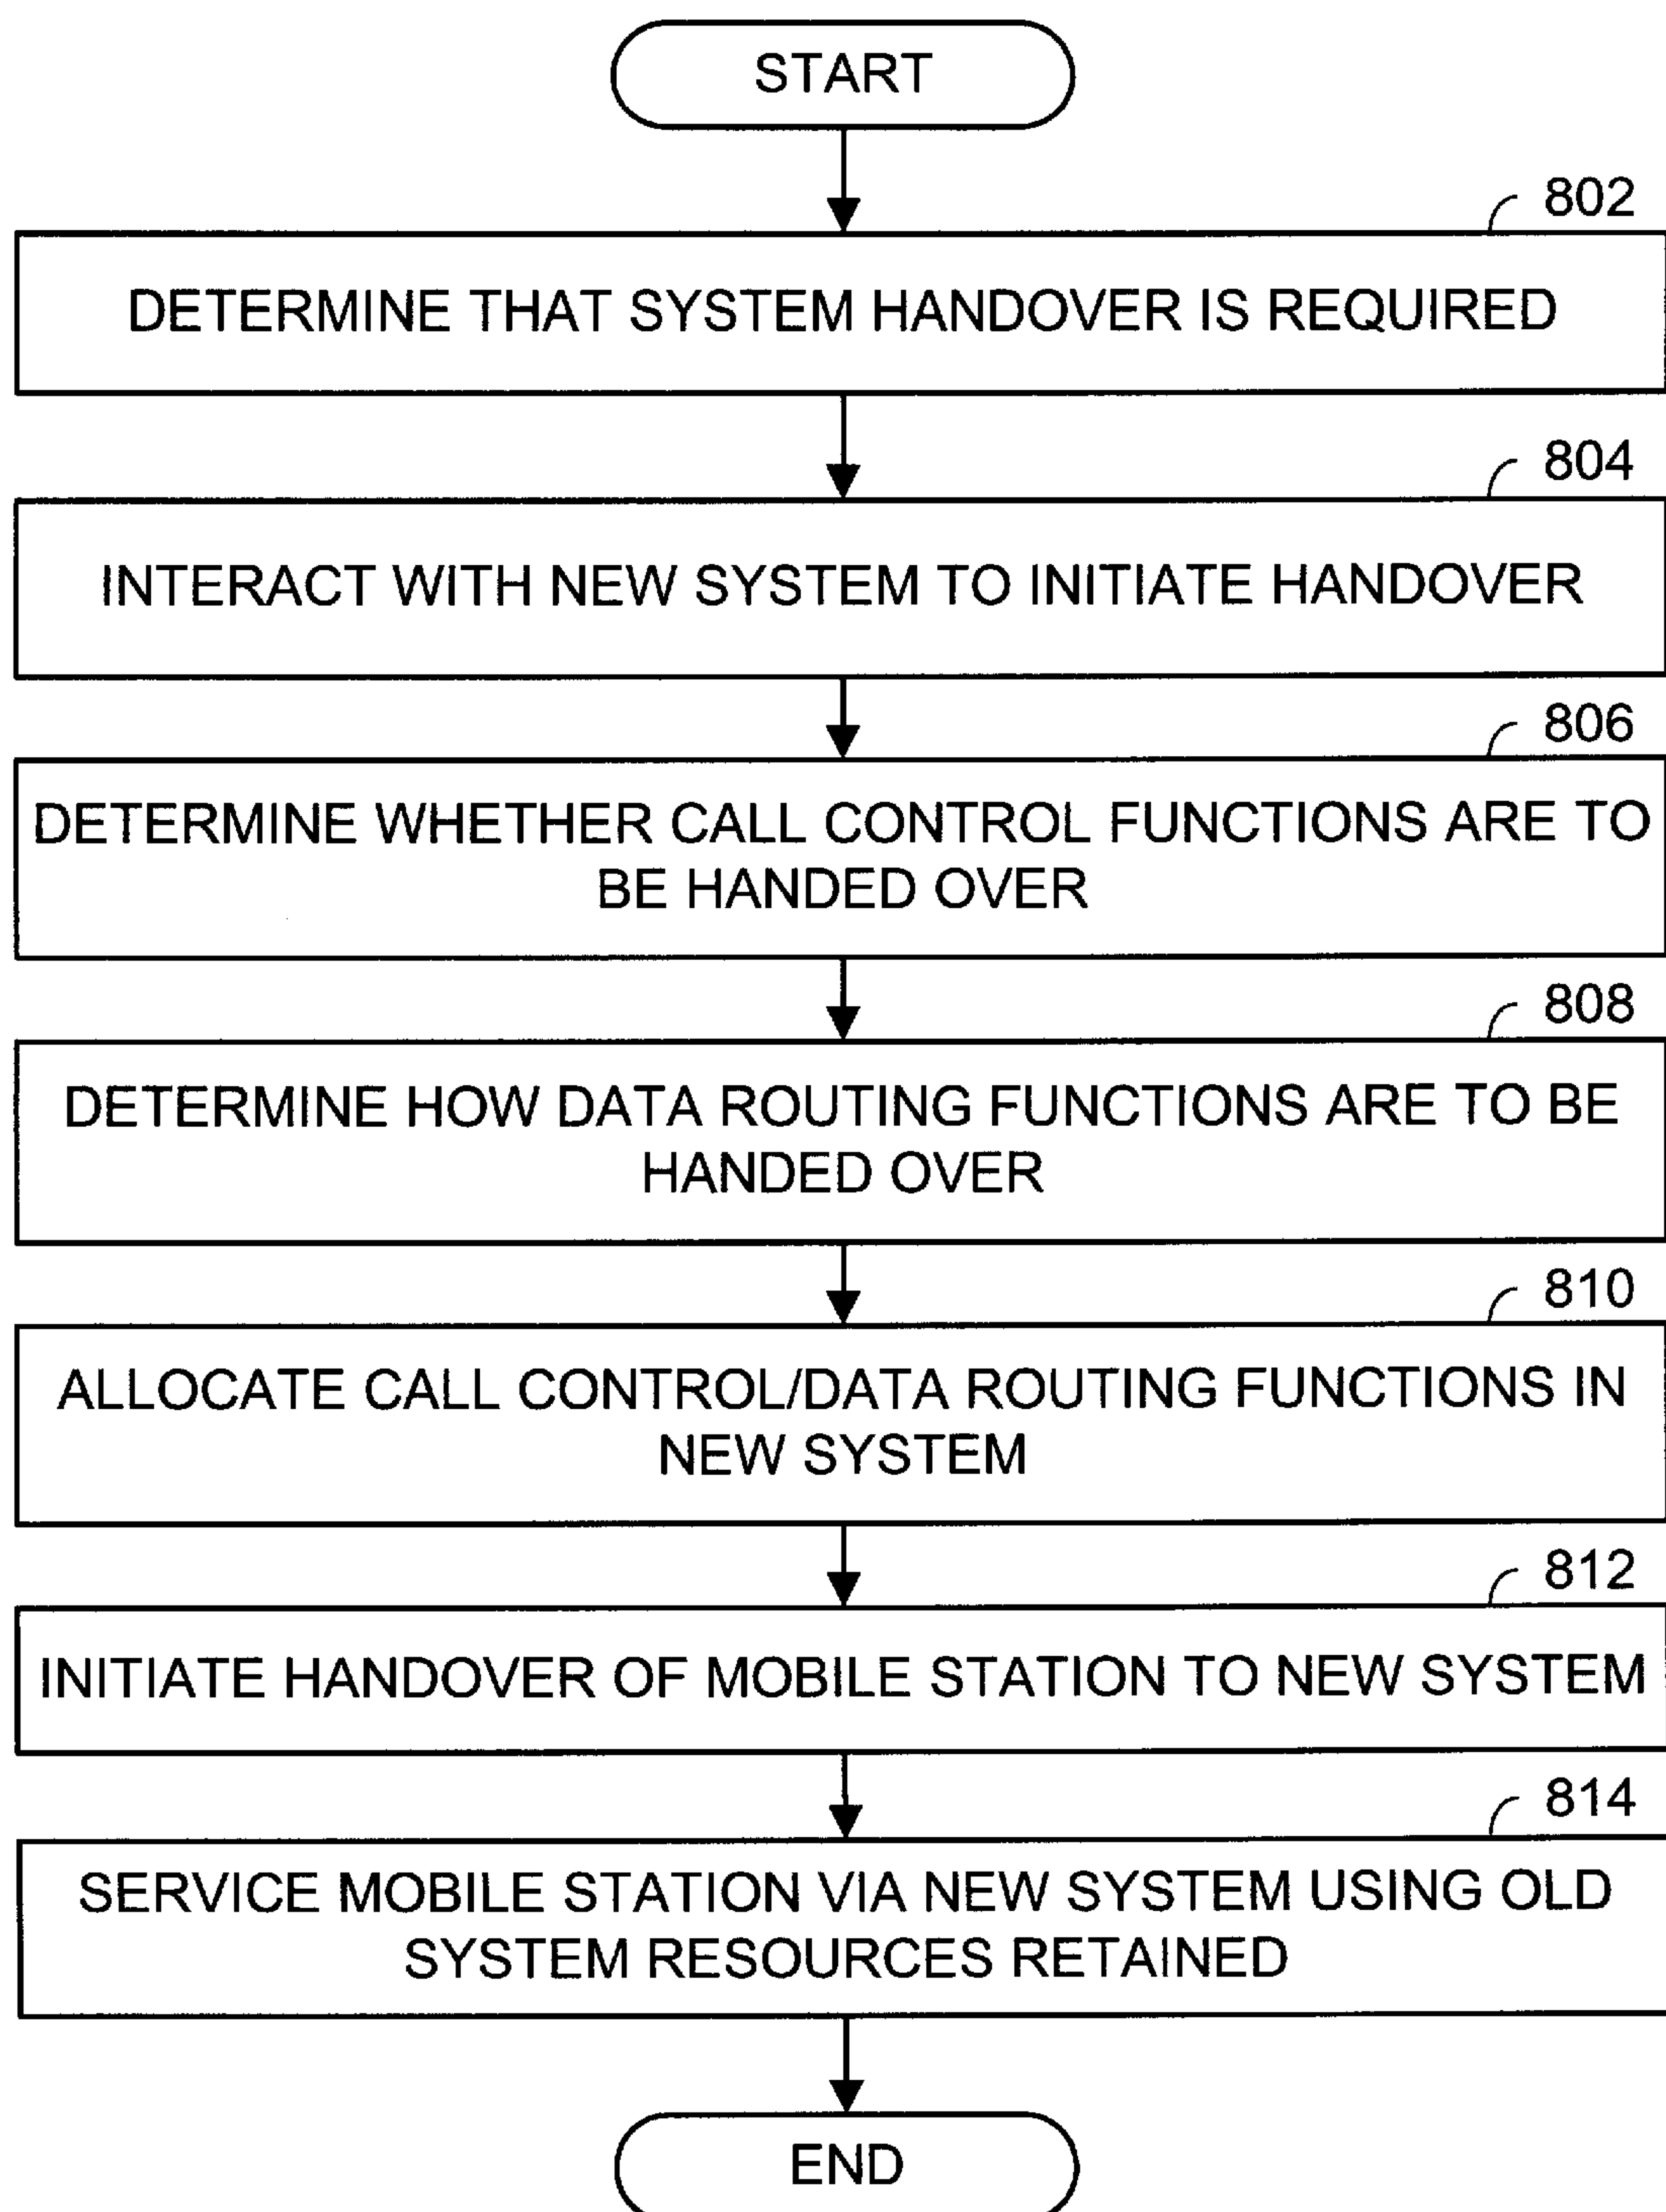 START
802
DETERMINE THAT SYSTEM HANDOVER IS REQUIRED
804
INTERACT WITH NEW SYSTEM TO INITIATE HANDOVER
806
DETERMINE WHETHER CALL CONTROL FUNCTIONS ARE TO
BE HANDED OVER
808
DETERMINE HOW DATA ROUTING FUNCTIONS ARE TO BE
HANDED OVER
810
ALLOCATE CALL CONTROL/DATA ROUTING FUNCTIONS IN
NEW SYSTEM
812
INITIATE HANDOVER OF MOBILE STATION TO NEW SYSTEM
814
SERVICE MOBILE STATION VIA NEW SYSTEM USING OLD
SYSTEM RESOURCES RETAINED
END